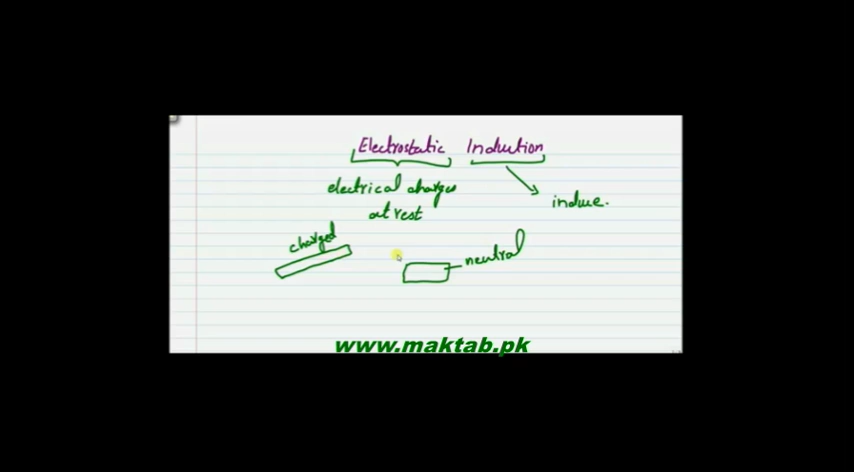 Electrostatic Induction
electrical charges
at rest
induce.
charged
neutral
www.maktab.pk